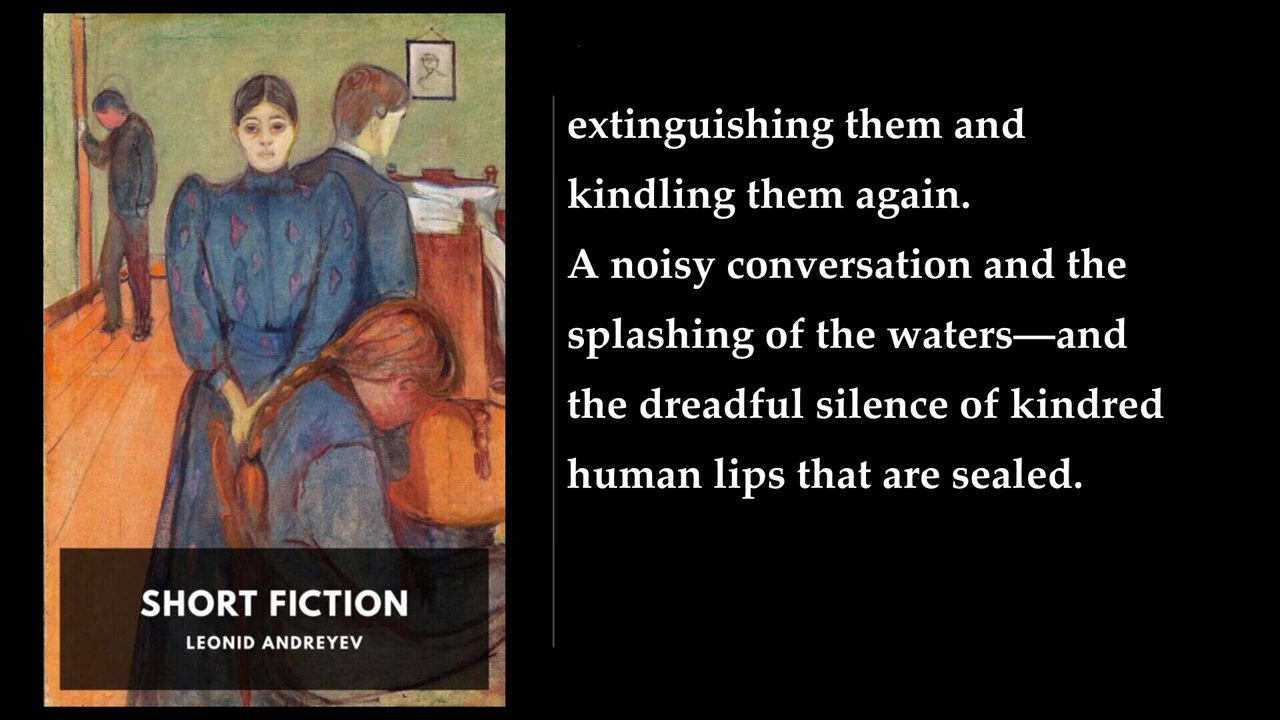 extinguishing them and
kindling them again.
A noisy conversation and the
splashing of the waters—and
the dreadful silence of kindred
human lips that are sealed.
SHORT FICTION
LEONID ANDREYEV